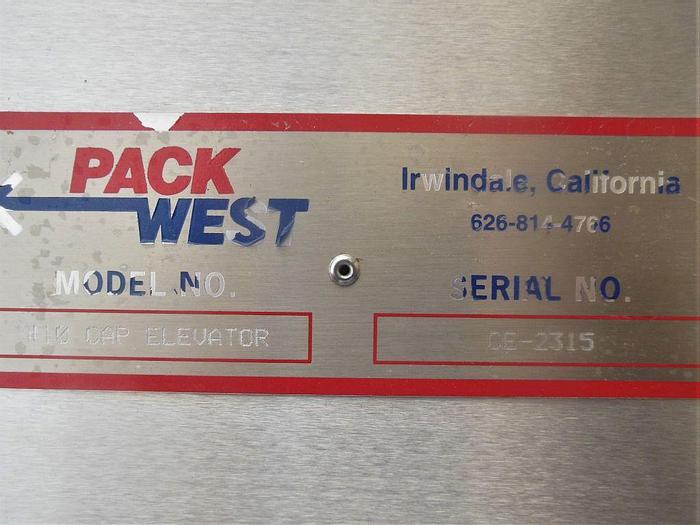 PACK
WEST
Irwindale, California
626-814-4766
MODEL NO.
SERIAL NO.
CAP ELEVATOR
CE-2315